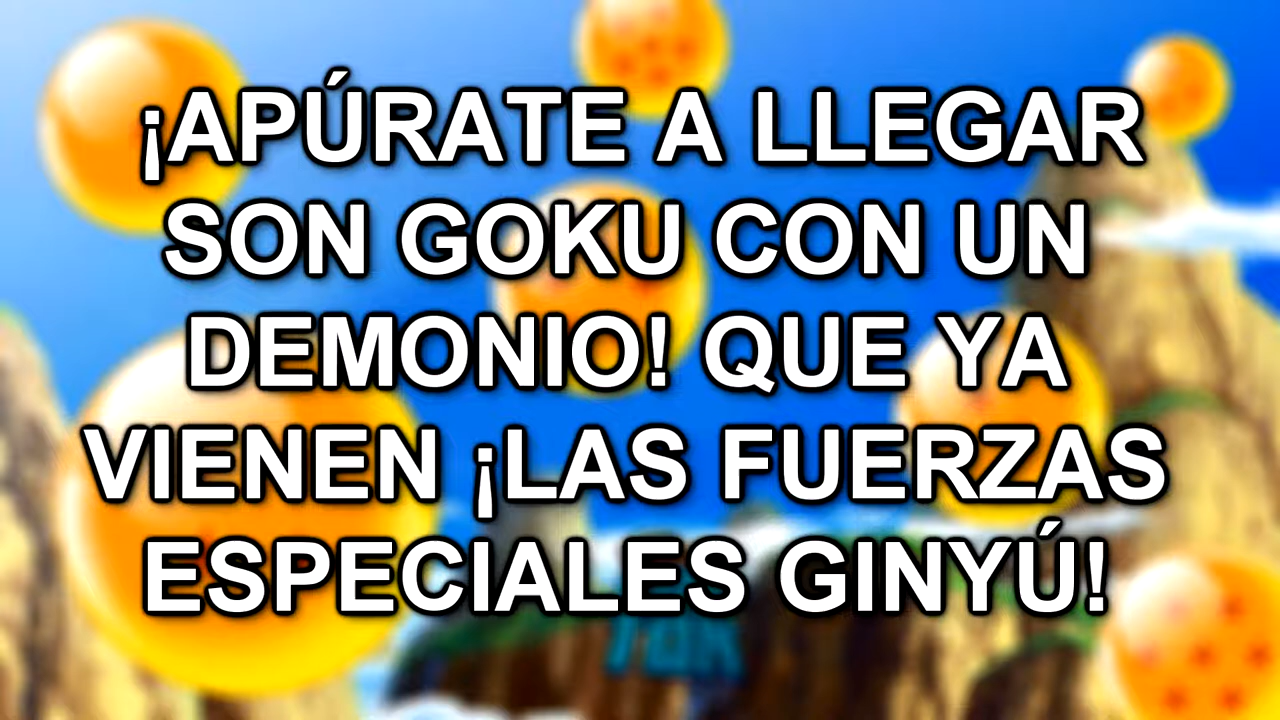 ¡APÚRATE A LLEGAR
SON GOKU CON UN
DEMONIO! QUE YA
VIENEN ¡LAS FUERZAS
ESPECIALES GINYÚ!